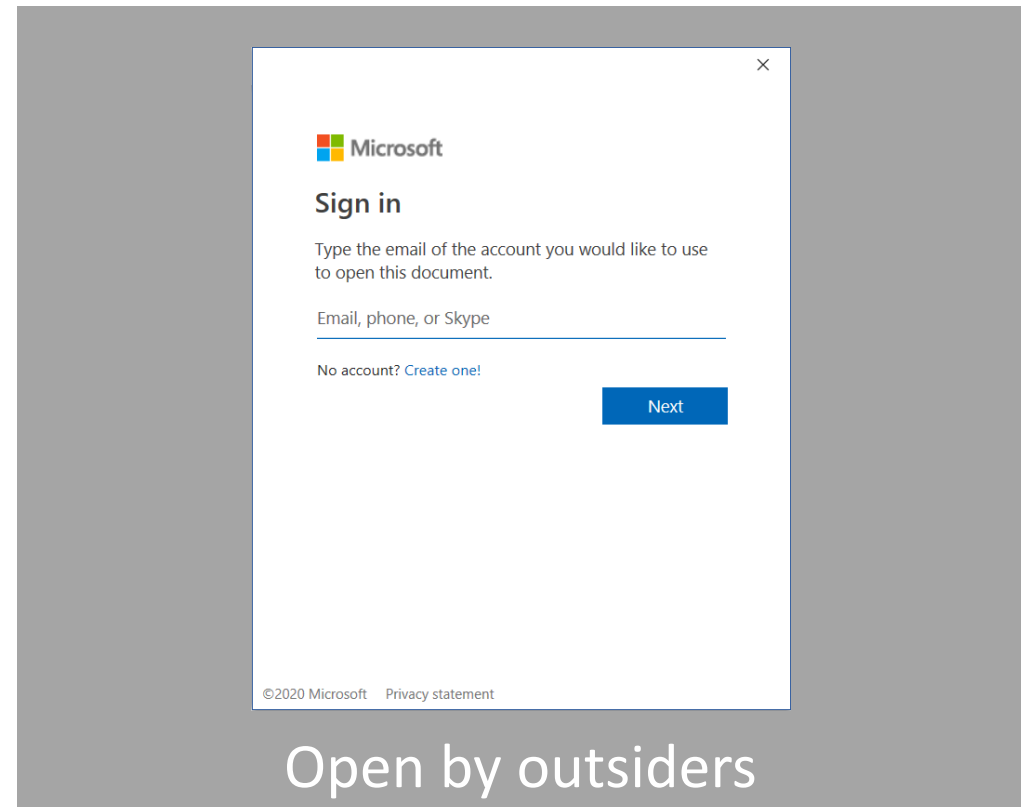 Microsoft
Sign in
Type the email of the account you would like to use
to open this document.
Email, phone, or Skype
No account? Create one!
Next
©2020 Microsoft Privacy statement
Open by outsiders